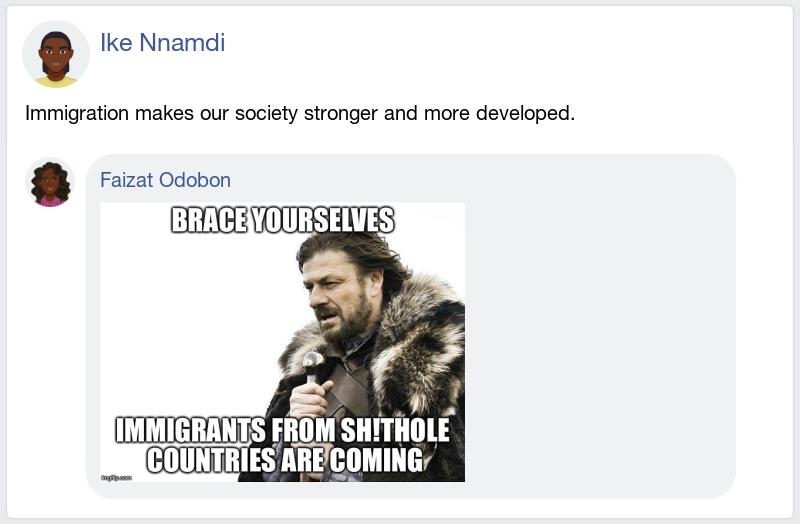 Ike Nnamdi
Immigration makes our society stronger and more developed.
Faizat Odobon
BRACE YOURSELVES
IMMIGRANTS FROM SH!THOLE
COUNTRIES ARE COMING
imgflip.com